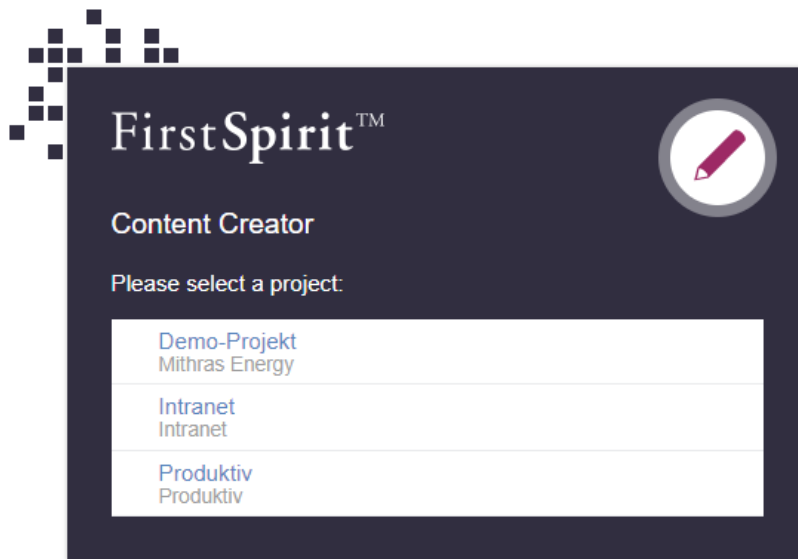 FirstSpirit™
Content Creator
Please select a project:
Demo-Projekt
Mithras Energy
Intranet
Intranet
Produktiv
Produktiv